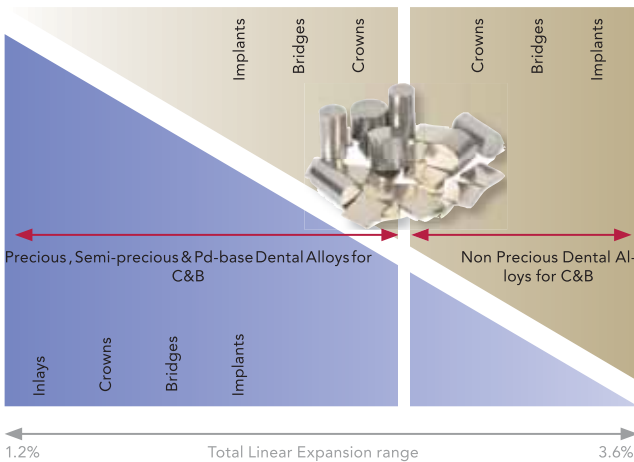 Implants
Bridges
Crowns
Crowns
Bridges
Implants
Precious, Semi-precious & Pd-base Dental Alloys for
C&B
Non Precious Dental Al-
loys for C&B
Inlays
Crowns
Bridges
Implants
1.2%
Total Linear Expansion range
3.6%